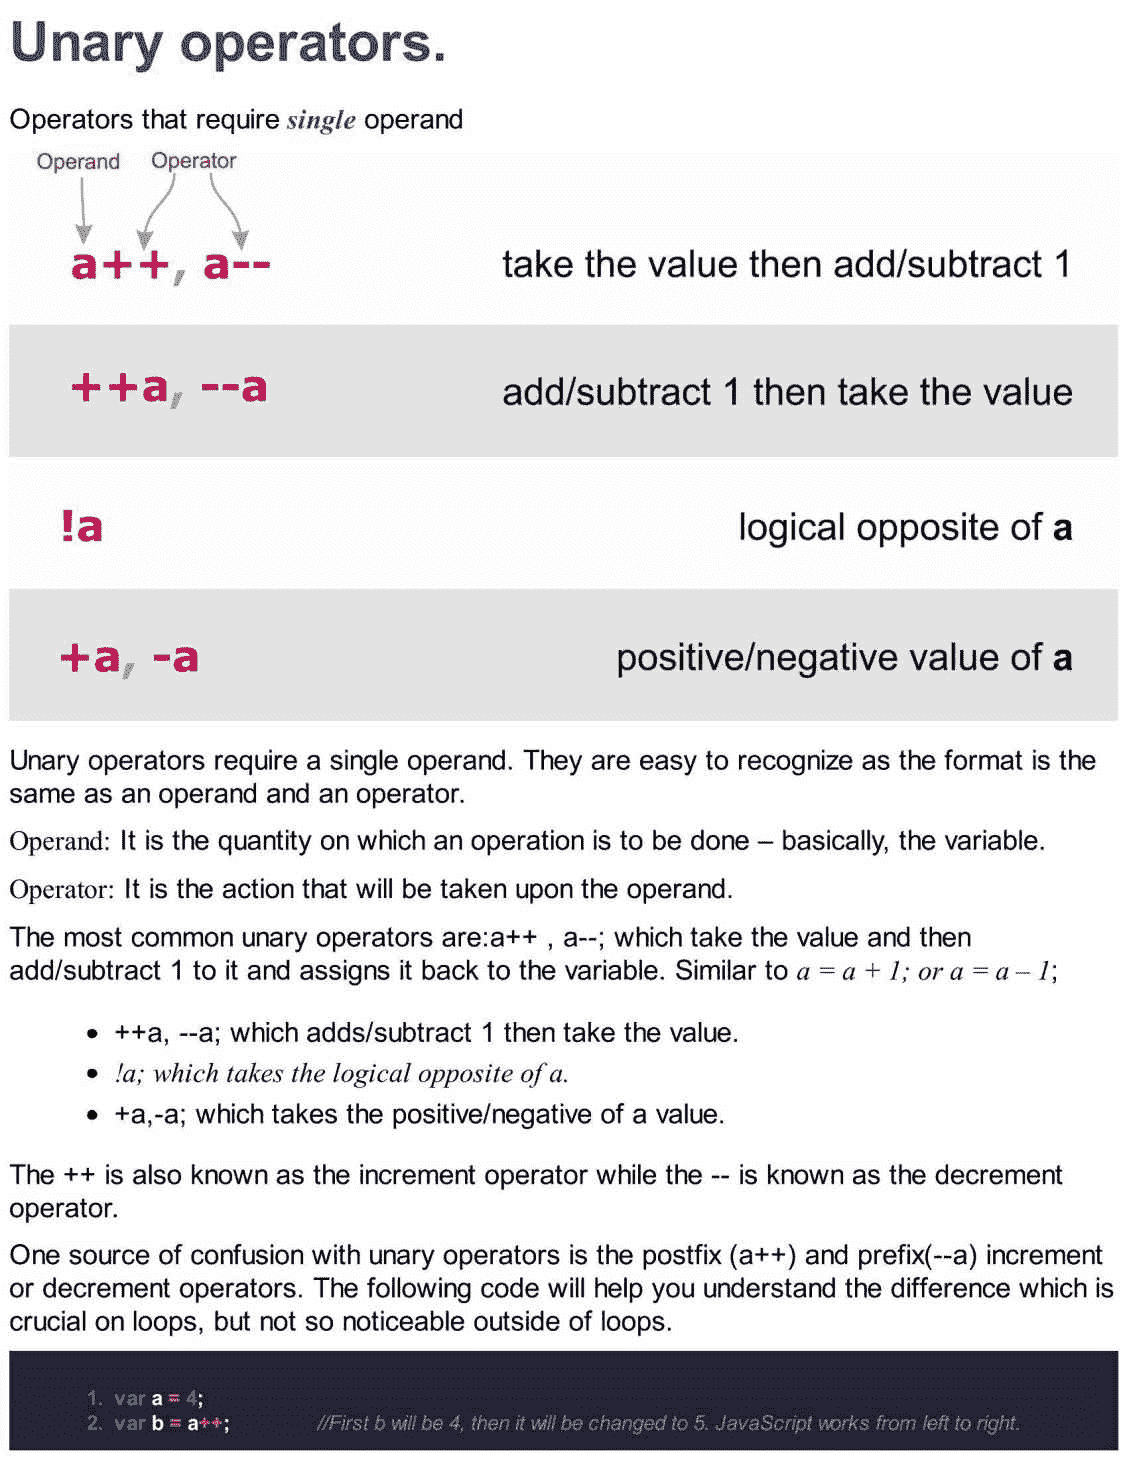 Unary operators.
Operators that require single operand
Operand Operator
a++, a-- take the value then add/subtract 1
++a, --a add/subtract 1 then take the value
!a logical opposite of a
+a, -a positive/negative value of a
Unary operators require a single operand. They are easy to recognize as the format is the
same as an operand and an operator.
Operand: It is the quantity on which an operation is to be done – basically, the variable.
Operator: It is the action that will be taken upon the operand.
The most common unary operators are:a++ , a--; which take the value and then
add/subtract 1 to it and assigns it back to the variable. Similar to a = a + 1; or a = a – 1;
• ++a, --a; which adds/subtract 1 then take the value.
• !a; which takes the logical opposite of a.
• +a,-a; which takes the positive/negative of a value.
The ++ is also known as the increment operator while the -- is known as the decrement
operator.
One source of confusion with unary operators is the postfix (a++) and prefix(--a) increment
or decrement operators. The following code will help you understand the difference which is
crucial on loops, but not so noticeable outside of loops.
1. var a = 4;
2. var b = a++; //First b will be 4, then it will be changed to 5. JavaScript works from left to right.